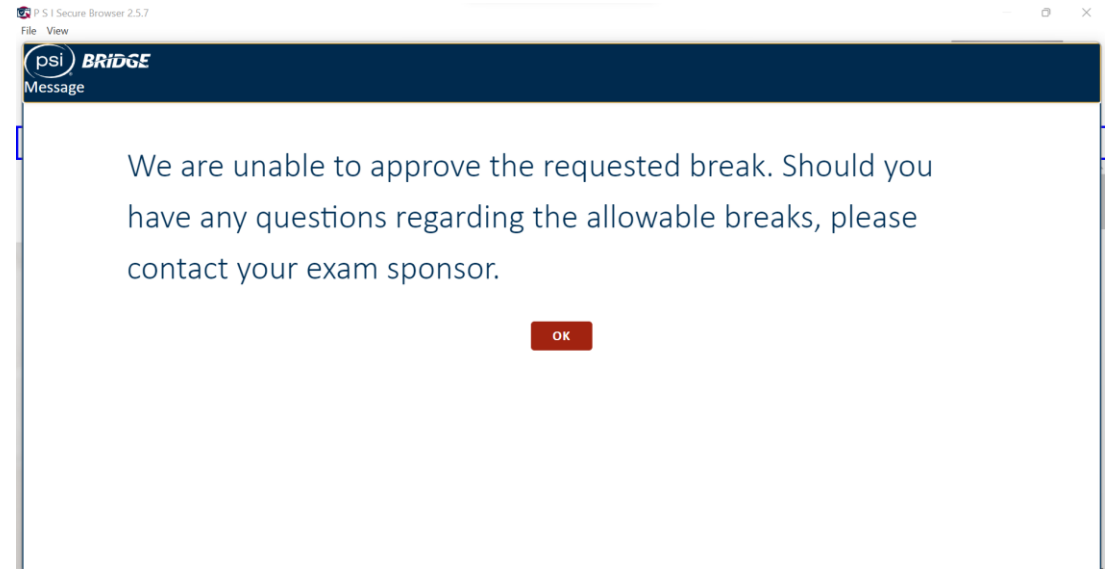 P S I Secure Browser 2.5.7
File View
psi BRIDGE
Message
We are unable to approve the requested break. Should you
have any questions regarding the allowable breaks, please
contact your exam sponsor.
OK